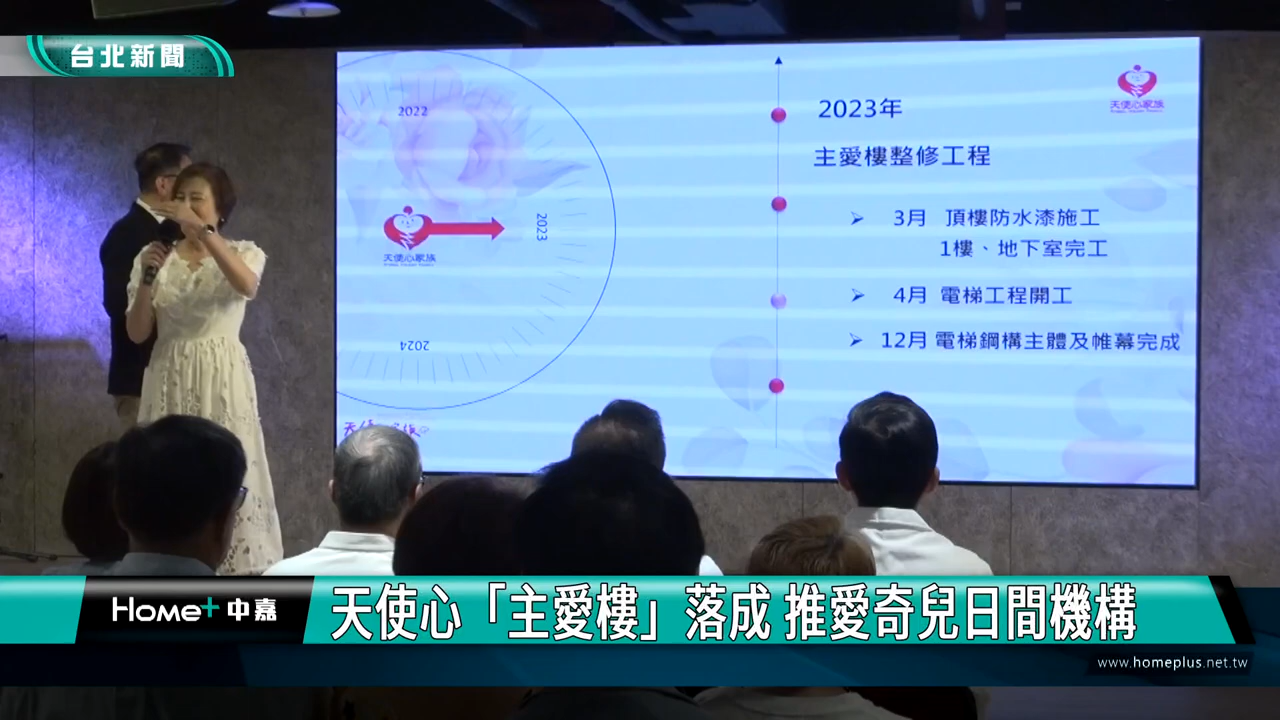 台北新聞
2022
2023
2024
天使心家族
天使心家族
2023年
主愛樓整修工程
➢ 3月 頂樓防水漆施工
1樓、地下室完工
➢ 4月 電梯工程開工
➢ 12月 電梯鋼構主體及帷幕完成
Home+中嘉
天使心「主愛樓」落成 推愛奇兒日間機構
www.homeplus.net.tw